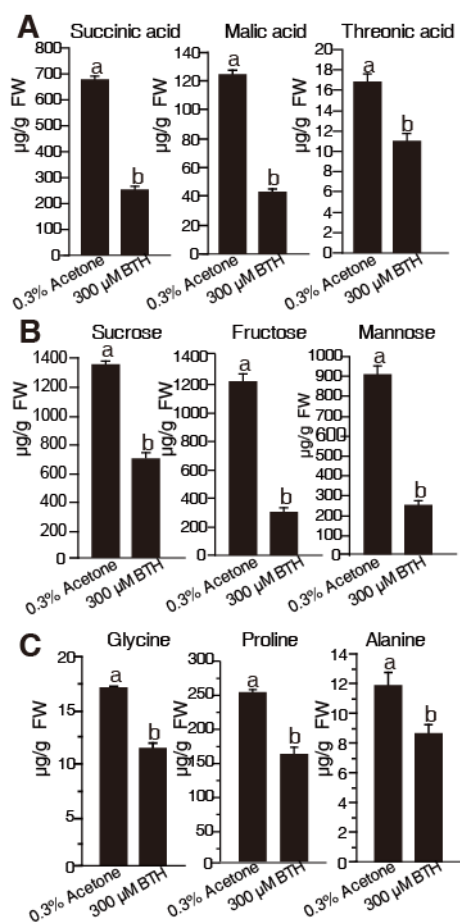 A
Succinic acid Malic acid Threonic acid
µg/g FW
800
700
600
500
400
300
200
100
0
a
b
0.3% Acetone
300 µM BTH
140
120
100
80
60
40
20
0
a
b
0.3% Acetone
300 µM BTH
18
16
14
12
10
8
6
4
2
0
a
b
0.3% Acetone
300 µM BTH
B
Sucrose Fructose Mannose
µg/g FW
1400
1200
1000
800
600
400
200
0
a
b
0.3% Acetone
300 µM BTH
µg/g FW
1400
1200
1000
800
600
400
200
0
a
b
0.3% Acetone
300 µM BTH
µg/g FW
1000
900
800
700
600
500
400
300
200
100
0
a
b
0.3% Acetone
300 µM BTH
C
Glycine Proline Alanine
µg/g FW
20
15
10
5
0
a
b
0.3% Acetone
300 µM BTH
µg/g FW
300
250
200
150
100
50
0
a
b
0.3% Acetone
300 µM BTH
µg/g FW
14
12
10
8
6
4
2
0
a
b
0.3% Acetone
300 µM BTH